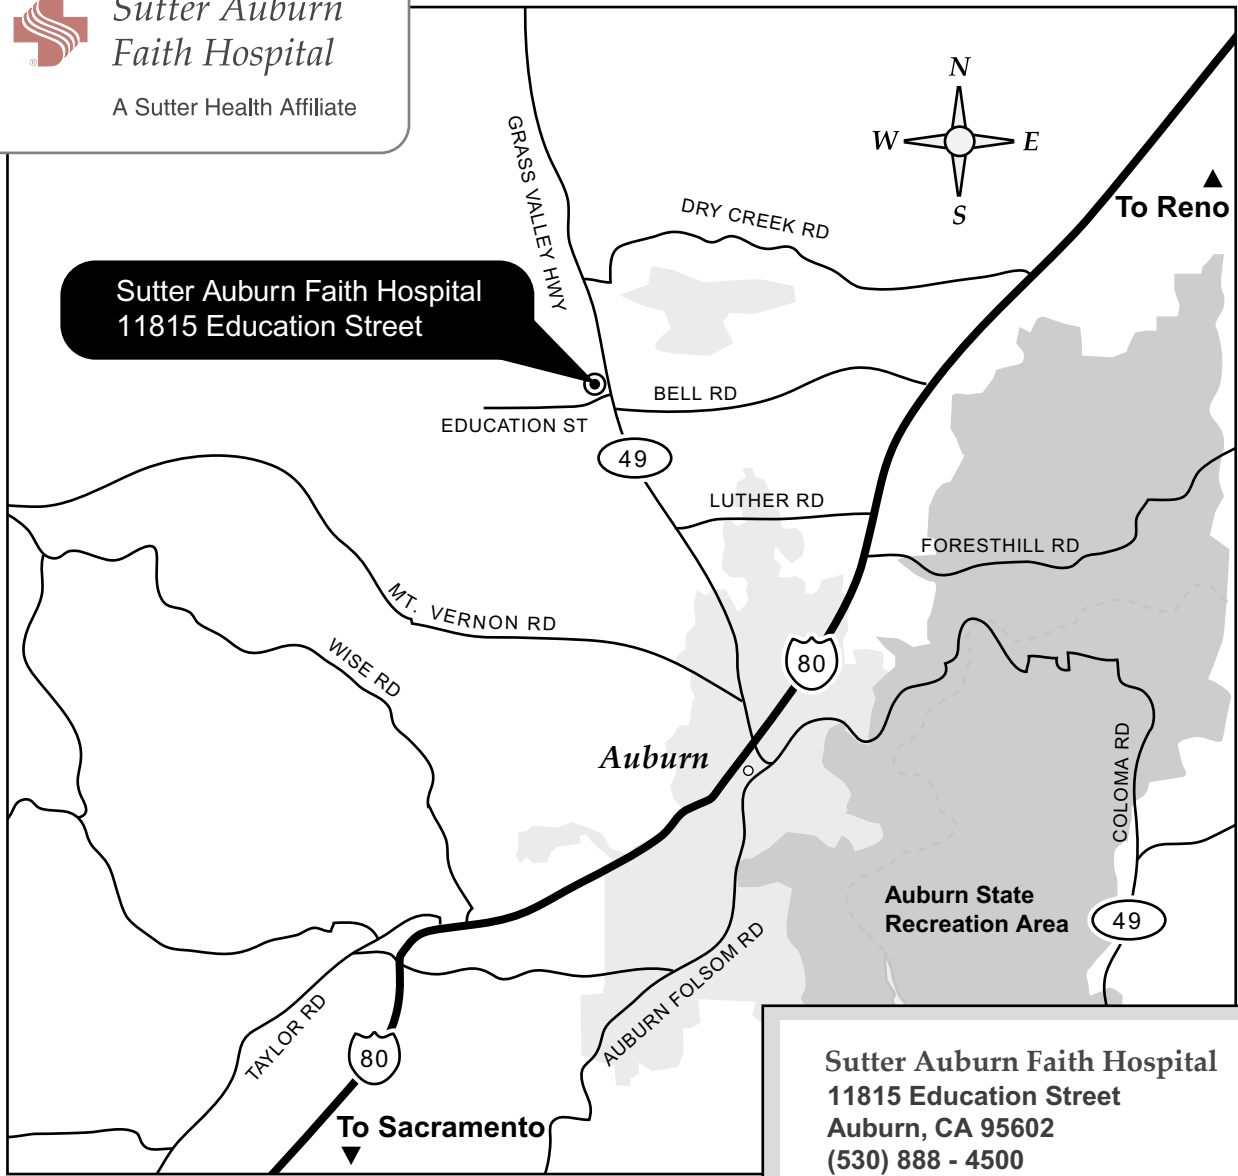 Sutter Auburn
Faith Hospital
®
A Sutter Health Affiliate
N
W
E
S
To Reno
GRASS VALLEY HWY
DRY CREEK RD
Sutter Auburn Faith Hospital
11815 Education Street
BELL RD
EDUCATION ST
49
LUTHER RD
FORESTHILL RD
MT. VERNON RD
WISE RD
80
Auburn
COLOMA RD
Auburn State
Recreation Area
49
AUBURN FOLSOM RD
TAYLOR RD
80
To Sacramento
Sutter Auburn Faith Hospital
11815 Education Street
Auburn, CA 95602
(530) 888 - 4500